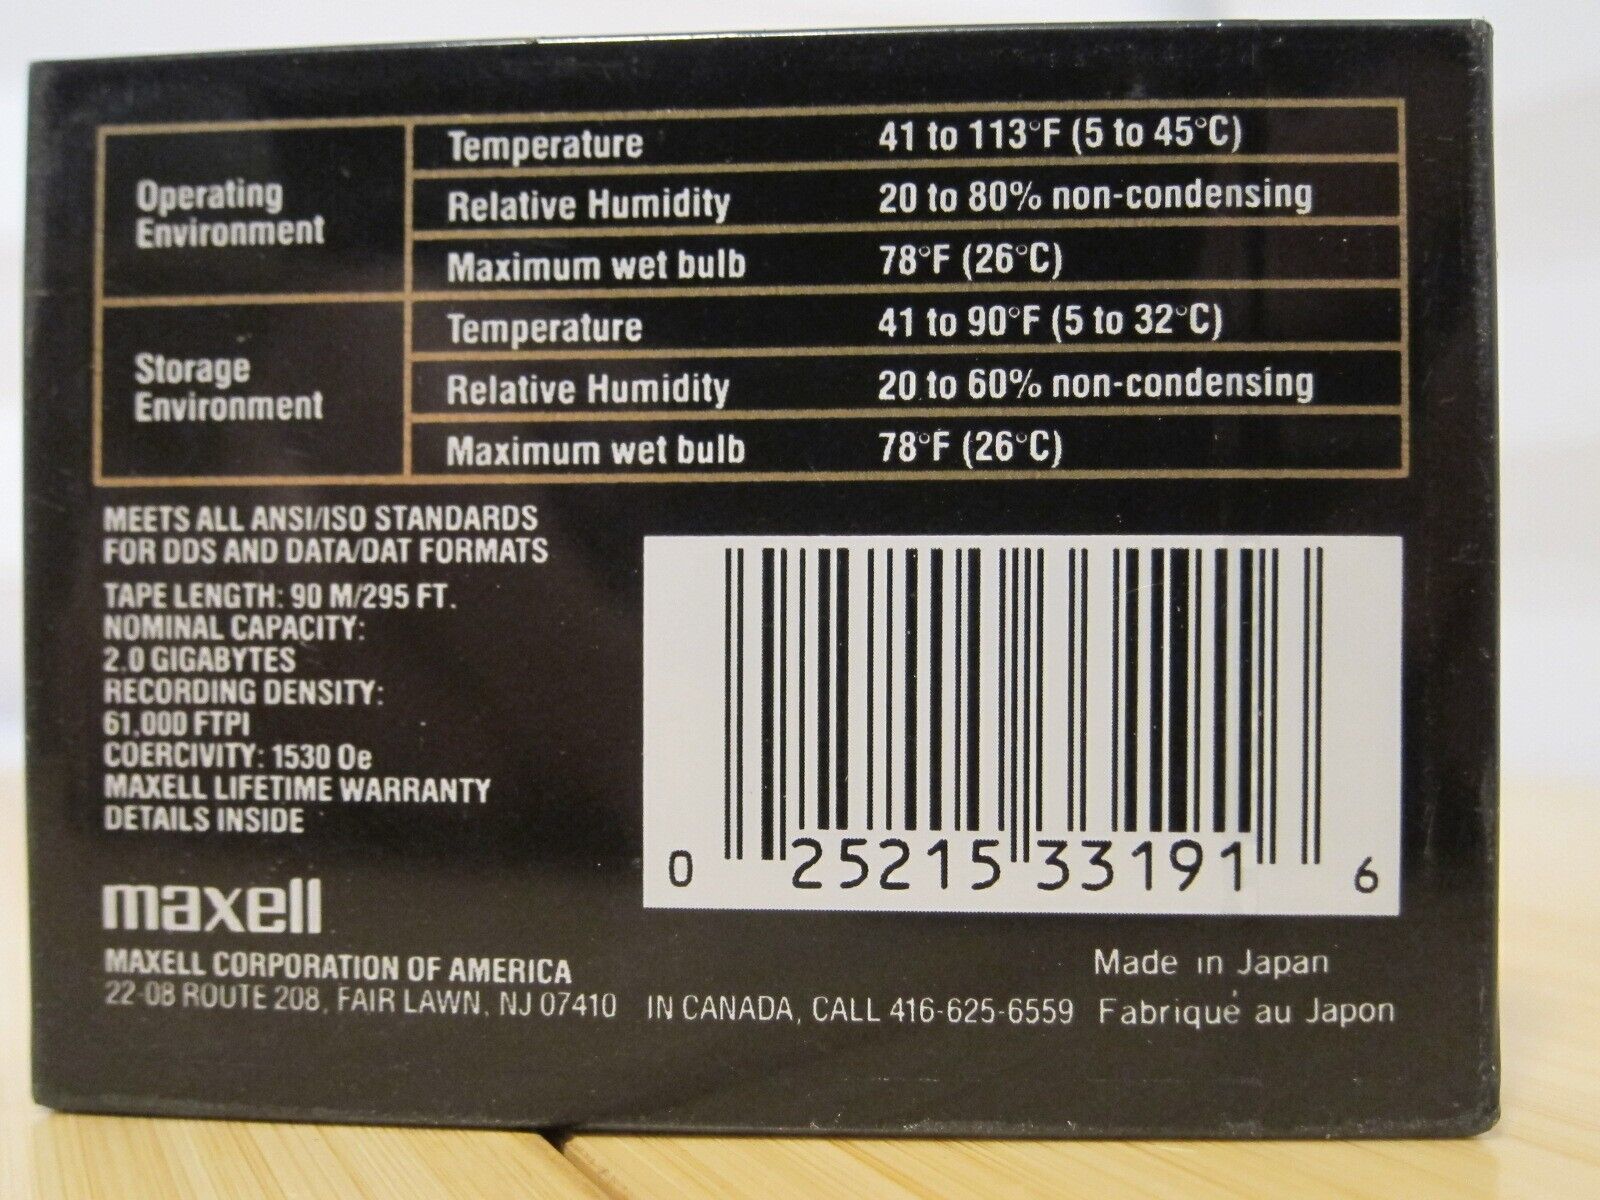 Operating
Environment
Temperature 41 to 113°F (5 to 45°C)
Relative Humidity 20 to 80% non-condensing
Maximum wet bulb 78°F (26°C)
Storage
Environment
Temperature 41 to 90°F (5 to 32°C)
Relative Humidity 20 to 60% non-condensing
Maximum wet bulb 78°F (26°C)
MEETS ALL ANSI/ISO STANDARDS
FOR DDS AND DATA/DAT FORMATS
TAPE LENGTH: 90 M/295 FT.
NOMINAL CAPACITY:
2.0 GIGABYTES
RECORDING DENSITY:
61,000 FTPI
COERCIVITY: 1530 Oe
MAXELL LIFETIME WARRANTY
DETAILS INSIDE
0 25215 33191 6
maxell
MAXELL CORPORATION OF AMERICA
22-08 ROUTE 208, FAIR LAWN, NJ 07410 IN CANADA, CALL 416-625-6559
Made in Japan
Fabriqué au Japon